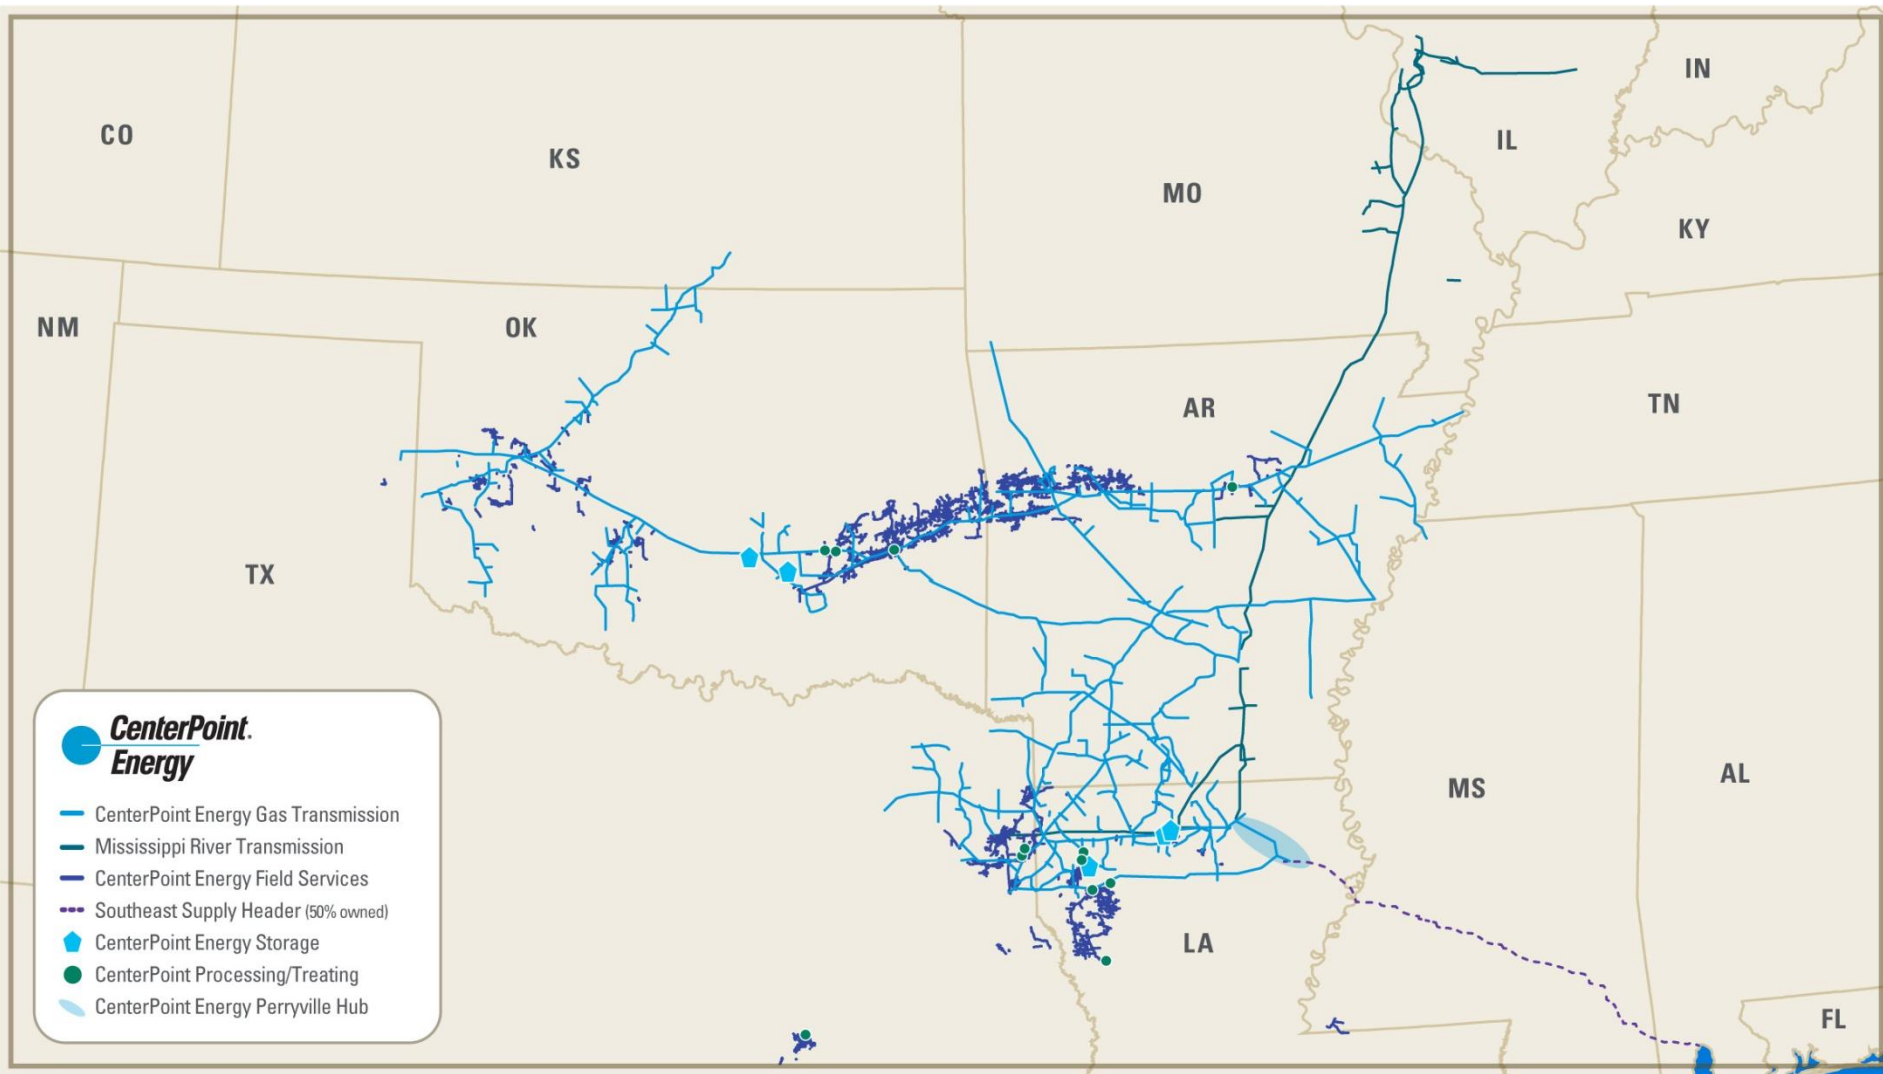 IN
CO
IL
KS
MO
KY
NM
OK
AR
TN
TX
AL
MS
LA
FL
CenterPoint.
Energy
CenterPoint Energy Gas Transmission
Mississippi River Transmission
CenterPoint Energy Field Services
Southeast Supply Header (50% owned)
CenterPoint Energy Storage
CenterPoint Processing/Treating
CenterPoint Energy Perryville Hub